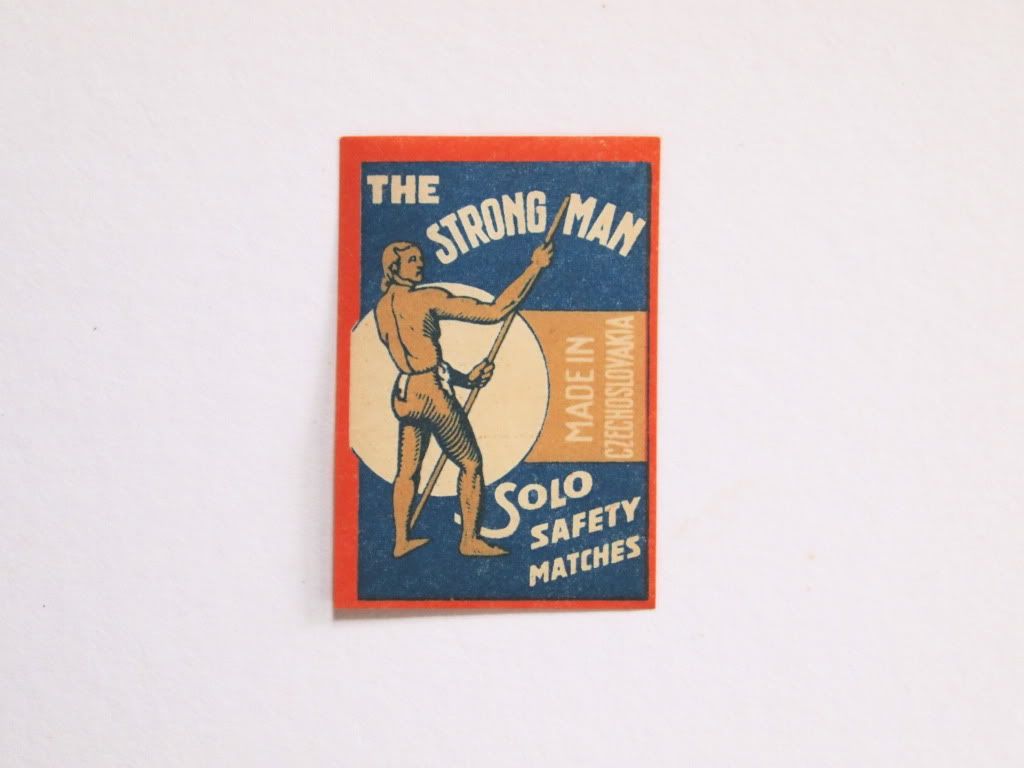 THE
STRONG MAN
MADE IN
CZECHOSLOVAKIA
SOLO
SAFETY
MATCHES